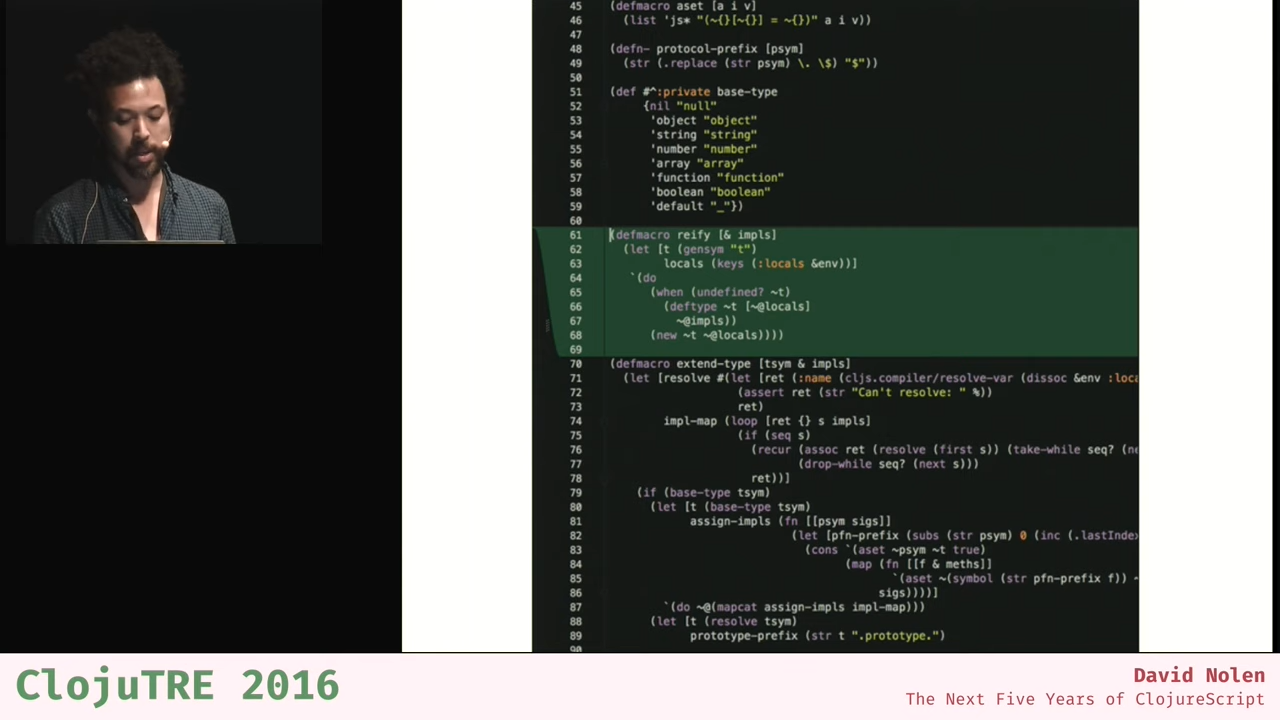 45 (defmacro aset [a i v]
46 (list 'js* "(~{}[~{}] = ~{})" a i v))
47
48 (defn- protocol-prefix [psym]
49 (str (.replace (str psym) \. \$) "$"))
50
51 (def #^:private base-type
52 {nil "null"
53 'object "object"
54 'string "string"
55 'number "number"
56 'array "array"
57 'function "function"
58 'boolean "boolean"
59 'default "_"})
60
61 (defmacro reify [& impls]
62 (let [t (gensym "t")
63 locals (keys (:locals &env))]
64 `(do
65 (when (undefined? ~t)
66 (deftype ~t [~@locals]
67 ~@impls))
68 (new ~t ~@locals))))
69
70 (defmacro extend-type [tsym & impls]
71 (let [resolve #(let [ret (:name (cljs.compiler/resolve-var (dissoc &env :loca
72 (assert ret (str "Can't resolve: " %))
73 ret)
74 impl-map (loop [ret {} s impls]
75 (if (seq s)
76 (recur (assoc ret (resolve (first s)) (take-while seq? (ne
77 (drop-while seq? (next s)))
78 ret))]
79 (if (base-type tsym)
80 (let [t (base-type tsym)
81 assign-impls (fn [[psym sigs]]
82 (let [pfn-prefix (subs (str psym) 0 (inc (.lastIndex
83 (cons `(aset ~psym ~t true)
84 (map (fn [[f & meths]]
85 `(aset ~(symbol (str pfn-prefix f)) ~
86 sigs))))]
87 `(do ~@(mapcat assign-impls impl-map)))
88 (let [t (resolve tsym)
89 prototype-prefix (str t ".prototype.")
90
ClojuTRE 2016
David Nolen
The Next Five Years of ClojureScript